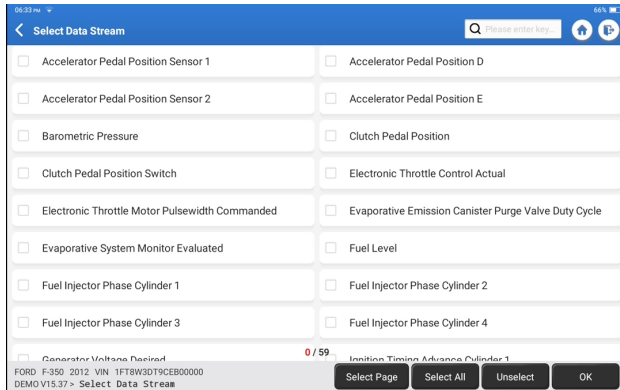 06:33 PM
66%
Select Data Stream
Please enter key...
Accelerator Pedal Position Sensor 1
Accelerator Pedal Position D
Accelerator Pedal Position Sensor 2
Accelerator Pedal Position E
Barometric Pressure
Clutch Pedal Position
Clutch Pedal Position Switch
Electronic Throttle Control Actual
Electronic Throttle Motor Pulsewidth Commanded
Evaporative Emission Canister Purge Valve Duty Cycle
Evaporative System Monitor Evaluated
Fuel Level
Fuel Injector Phase Cylinder 1
Fuel Injector Phase Cylinder 2
Fuel Injector Phase Cylinder 3
Fuel Injector Phase Cylinder 4
Generator Voltage Desired
0 / 59
Ignition Timing Advance Cylinder 1
FORD F-350 2012 VIN 1FT8W3DT9CEB00000
DEMO V15.37 > Select Data Stream
Select Page
Select All
Unselect
OK